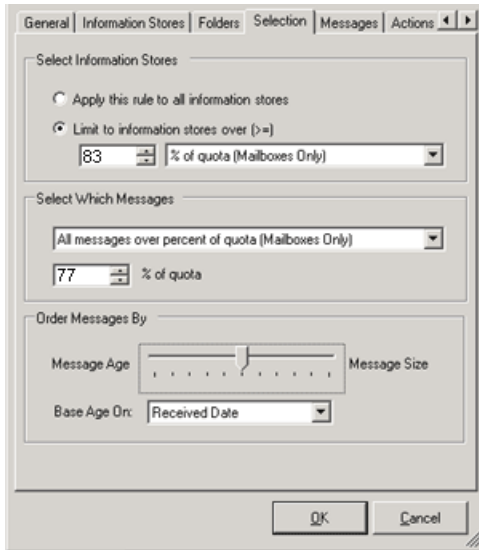 General Information Stores Folders Selection Messages Actions
Select Information Stores
Apply this rule to all information stores
Limit to information stores over (>=)
83 % of quota (Mailboxes Only)
Select Which Messages
All messages over percent of quota (Mailboxes Only)
77 % of quota
Order Messages By
Message Age Message Size
Base Age On: Received Date
OK Cancel